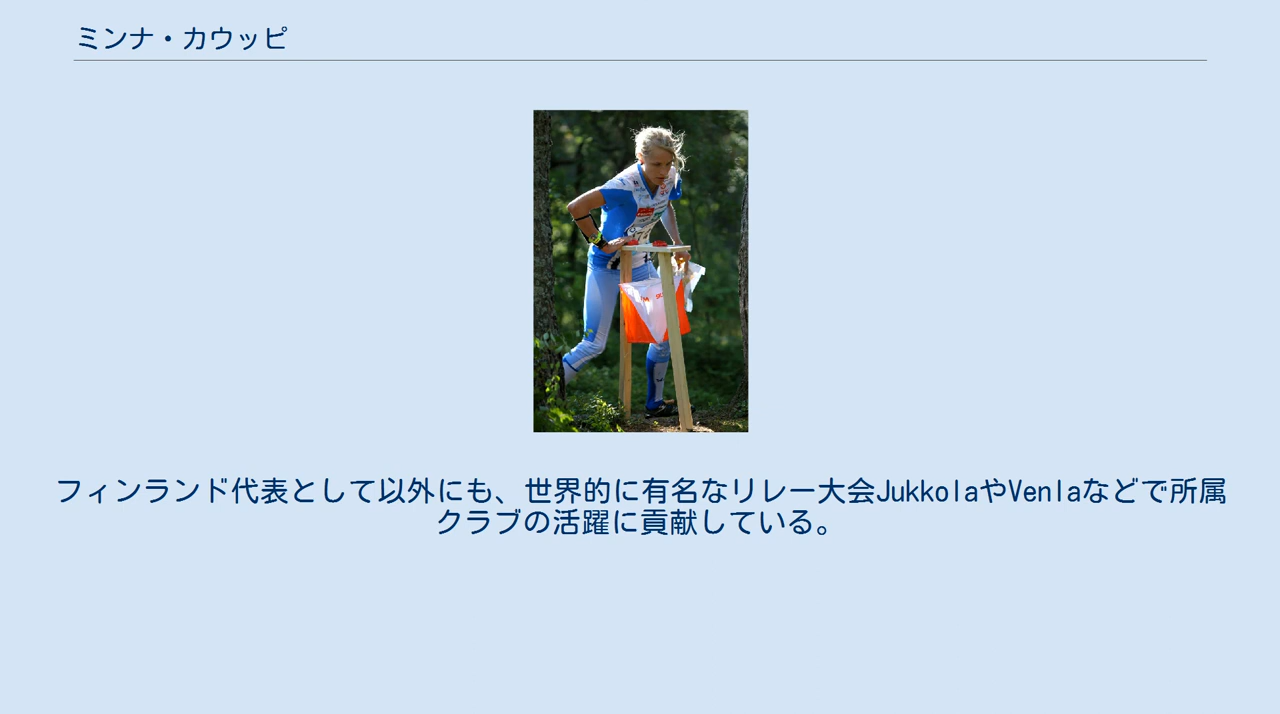 ミンナ・カウッピ
フィンランド代表として以外にも、世界的に有名なリレー大会JukkolaやVenlaなどで所属
クラブの活躍に貢献している。